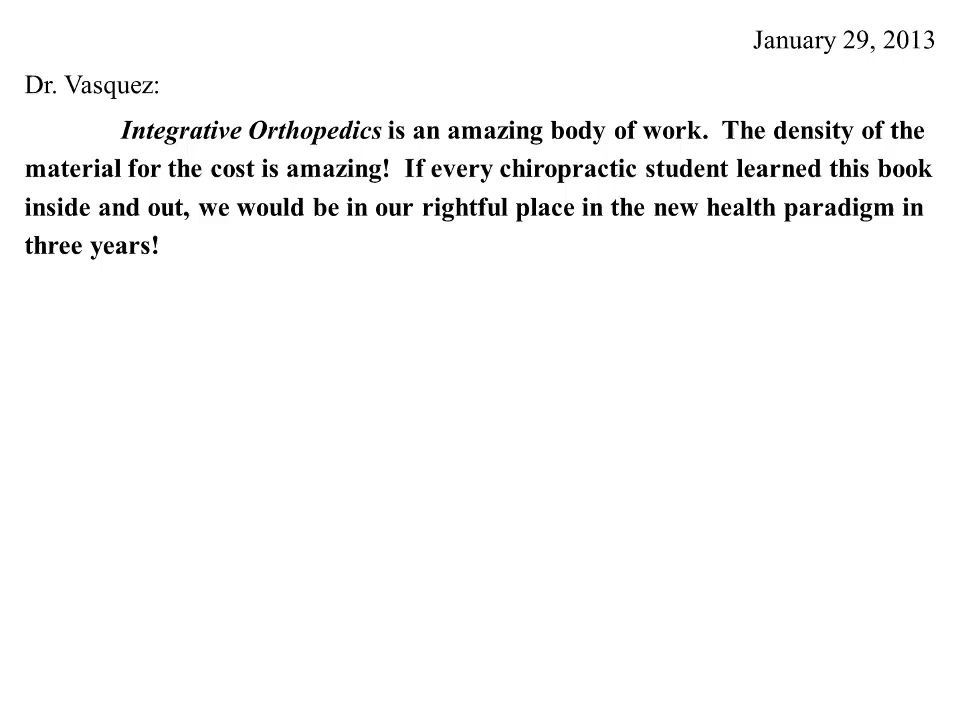 January 29, 2013
Dr. Vasquez:
Integrative Orthopedics is an amazing body of work.  The density of the
material for the cost is amazing!  If every chiropractic student learned this book
inside and out, we would be in our rightful place in the new health paradigm in
three years!